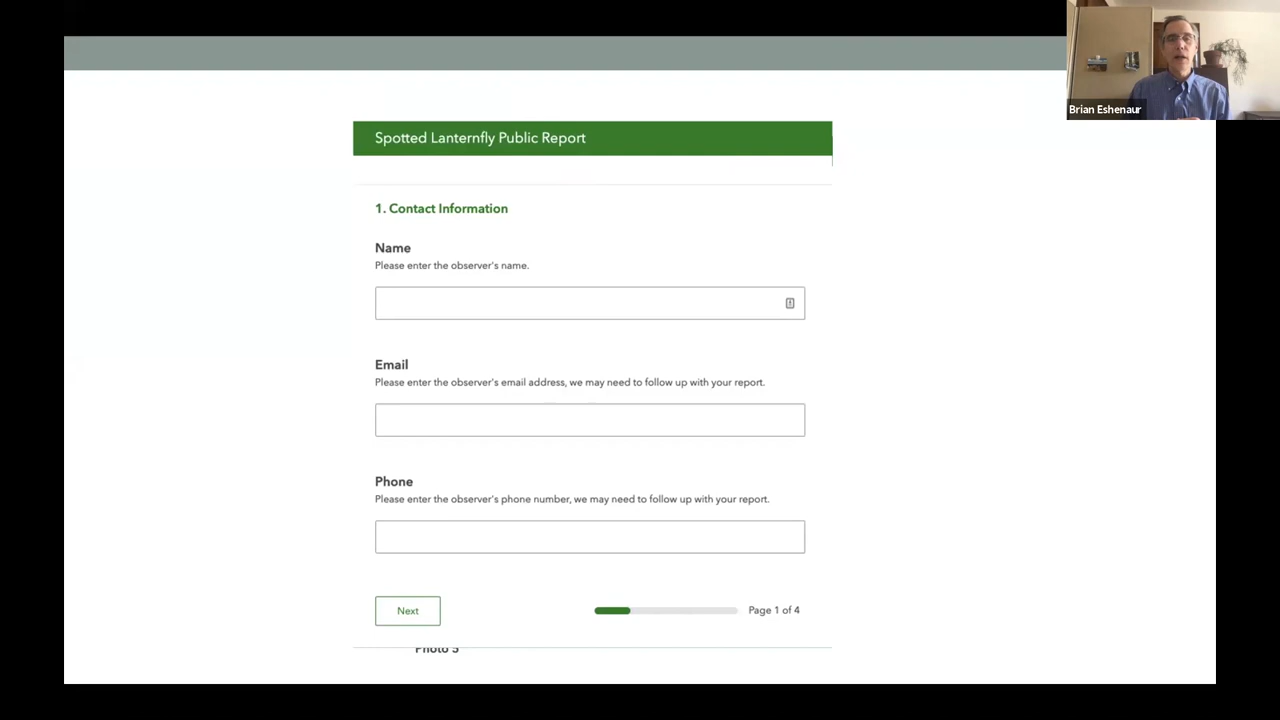 Brian Eshenaur
Spotted Lanternfly Public Report
1. Contact Information
Name
Please enter the observer's name.
Email
Please enter the observer's email address, we may need to follow up with your report.
Phone
Please enter the observer's phone number, we may need to follow up with your report.
Next
Page 1 of 4
Photo 5